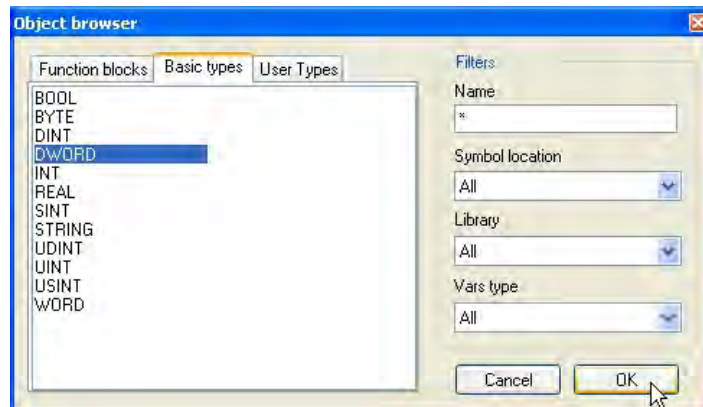 Object browser
Function blocks Basic types User Types
BOOL
BYTE
DINT
DWORD
INT
REAL
SINT
STRING
UDINT
UINT
USINT
WORD
Filters
Name
*
Symbol location
All
Library
All
Vars type
All
Cancel OK